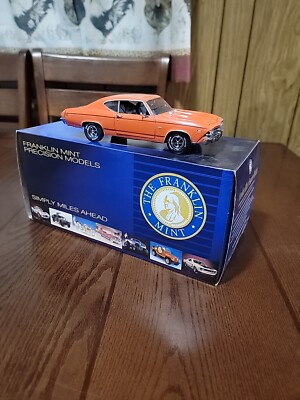 FRANKLIN MINT
PRECISION MODELS
SIMPLY MILES AHEAD
THE FRANKLIN
MINT